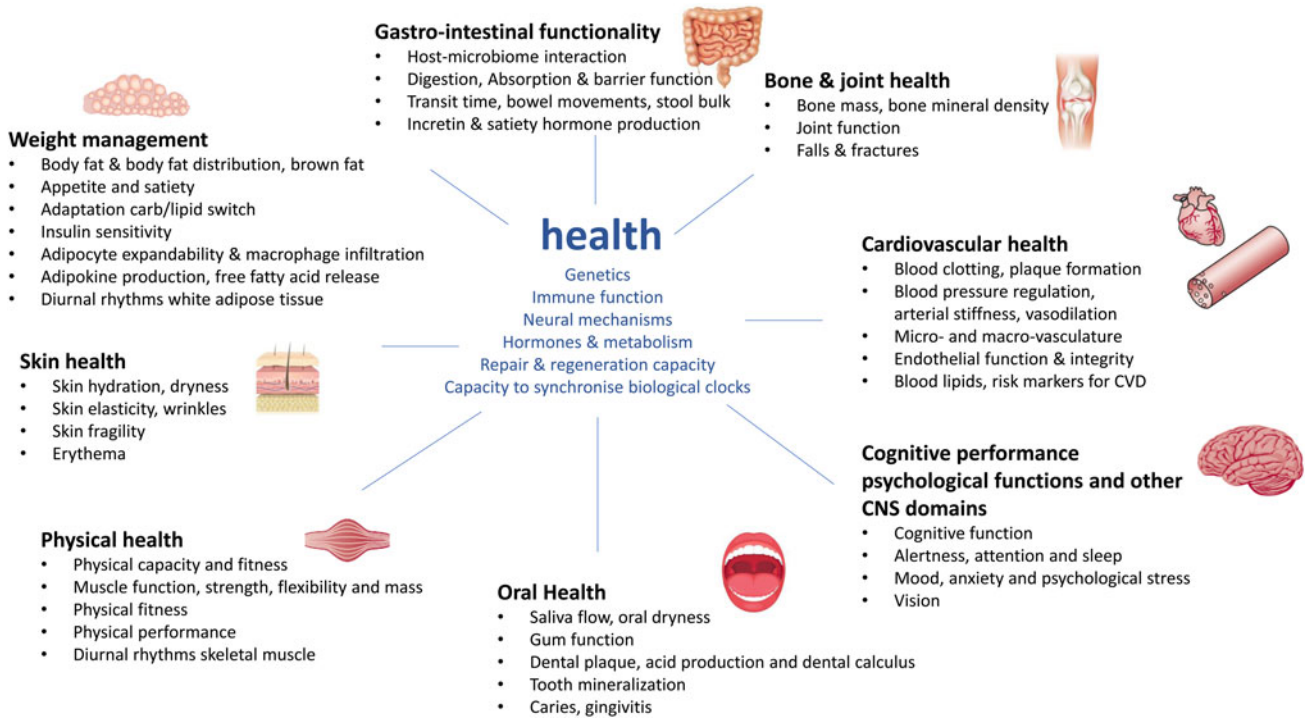 Gastro-intestinal functionality
• Host-microbiome interaction
• Digestion, Absorption & barrier function
• Transit time, bowel movements, stool bulk
• Incretin & satiety hormone production
Bone & joint health
• Bone mass, bone mineral density
• Joint function
• Falls & fractures
Weight management
• Body fat & body fat distribution, brown fat
• Appetite and satiety
• Adaptation carb/lipid switch
• Insulin sensitivity
• Adipocyte expandability & macrophage infiltration
• Adipokine production, free fatty acid release
• Diurnal rhythms white adipose tissue
health
Genetics
Immune function
Neural mechanisms
Hormones & metabolism
Repair & regeneration capacity
Capacity to synchronise biological clocks
Cardiovascular health
• Blood clotting, plaque formation
• Blood pressure regulation,
arterial stiffness, vasodilation
• Micro- and macro-vasculature
• Endothelial function & integrity
• Blood lipids, risk markers for CVD
Skin health
• Skin hydration, dryness
• Skin elasticity, wrinkles
• Skin fragility
• Erythema
Cognitive performance
psychological functions and other
CNS domains
• Cognitive function
• Alertness, attention and sleep
• Mood, anxiety and psychological stress
• Vision
Physical health
• Physical capacity and fitness
• Muscle function, strength, flexibility and mass
• Physical fitness
• Physical performance
• Diurnal rhythms skeletal muscle
Oral Health
• Saliva flow, oral dryness
• Gum function
• Dental plaque, acid production and dental calculus
• Tooth mineralization
• Caries, gingivitis